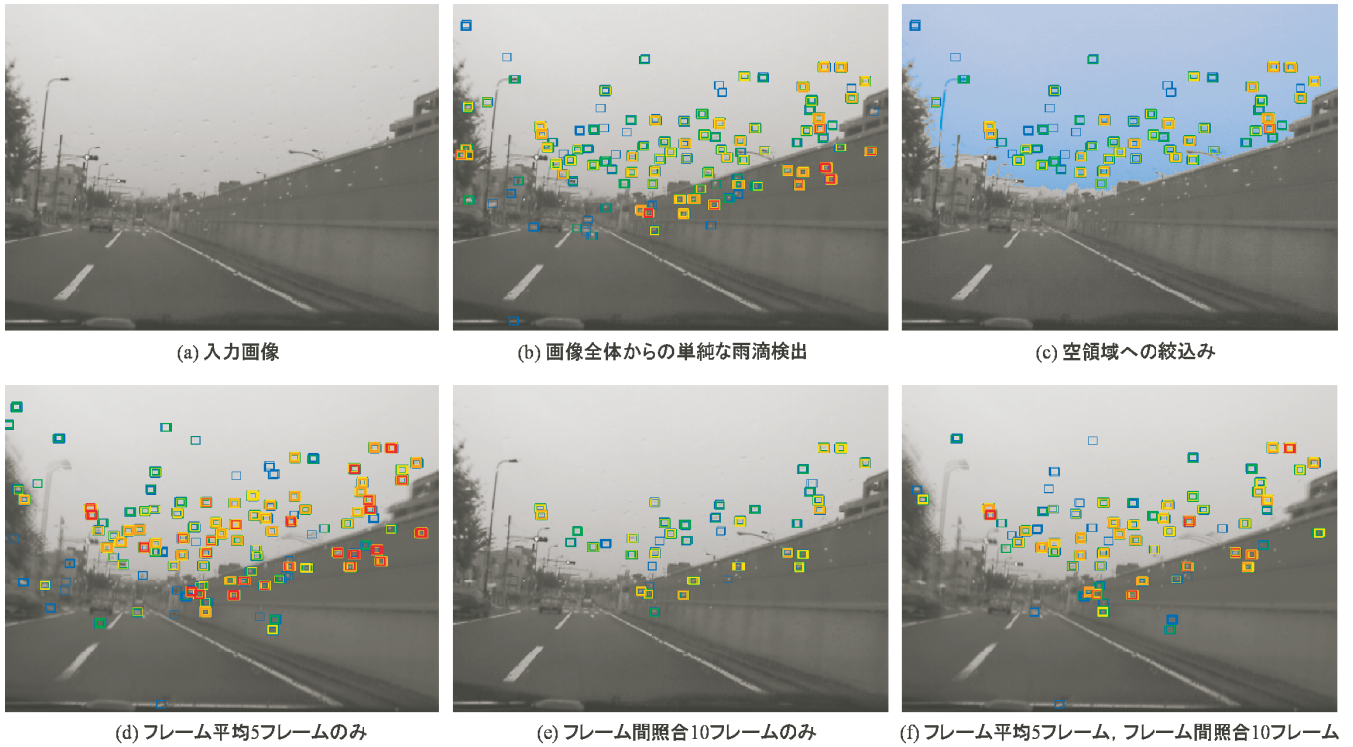 (a) 入力画像
(b) 画像全体からの単純な雨滴検出
(c) 空領域への絞込み
(d) フレーム平均5フレームのみ
(e) フレーム間照合10フレームのみ
(f) フレーム平均5フレーム，フレーム間照合10フレーム